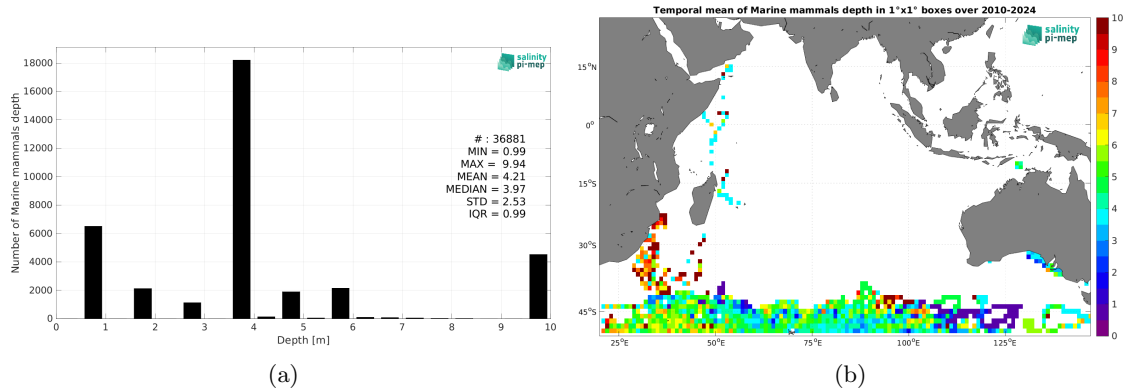 salinity
pi-mep
18000
16000
14000
12000
10000
8000
6000
4000
2000
0
Number of Marine mammals depth
# : 36881
MIN = 0.99
MAX = 9.94
MEAN = 4.21
MEDIAN = 3.97
STD = 2.53
IQR = 0.99
0 1 2 3 4 5 6 7 8 9 10
Depth [m]
(a)
Temporal mean of Marine mammals depth in 1°x1° boxes over 2010-2024
salinity
pi-mep
15°N
0°
15°S
30°S
45°S
25°E 50°E 75°E 100°E 125°E
10
9
8
7
6
5
4
3
2
1
0
(b)